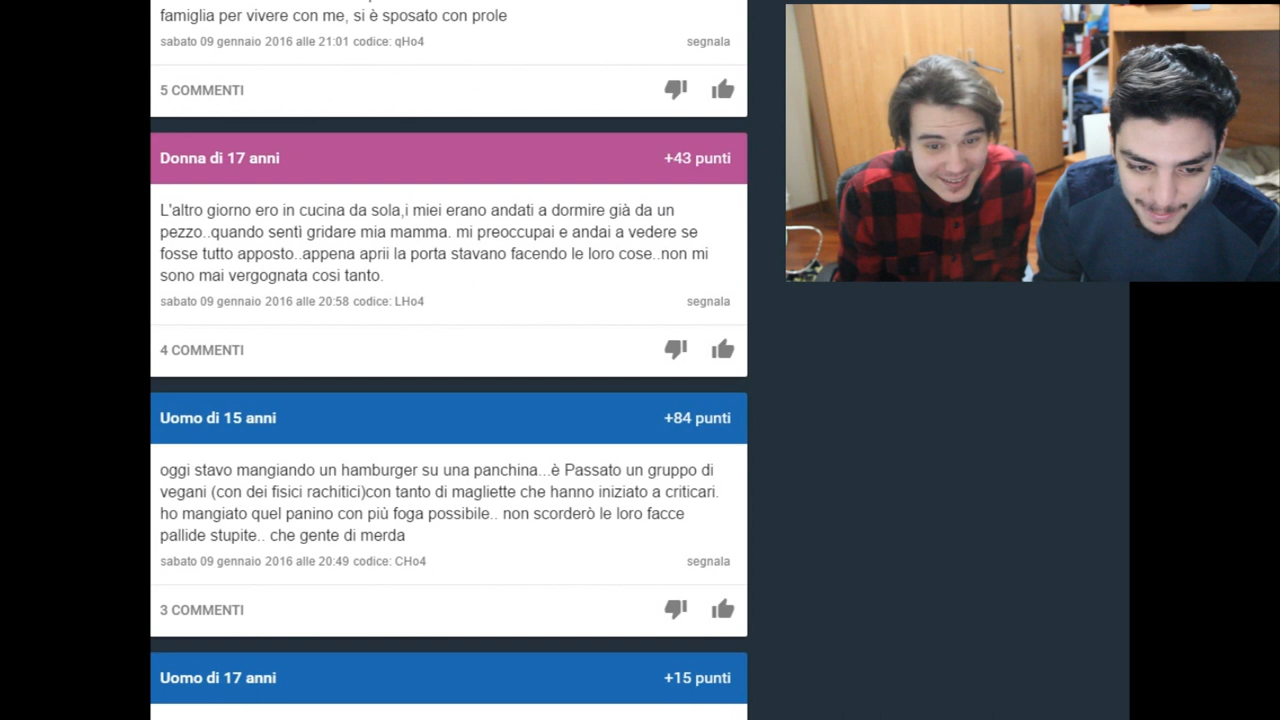 famiglia per vivere con me, si è sposato con prole
sabato 09 gennaio 2016 alle 21:01 codice: qHo4 segnala
5 COMMENTI
Donna di 17 anni +43 punti
L'altro giorno ero in cucina da sola,i miei erano andati a dormire già da un
pezzo..quando sentì gridare mia mamma. mi preoccupai e andai a vedere se
fosse tutto apposto..appena aprii la porta stavano facendo le loro cose..non mi
sono mai vergognata cosi tanto.
sabato 09 gennaio 2016 alle 20:58 codice: LHo4 segnala
4 COMMENTI
Uomo di 15 anni +84 punti
oggi stavo mangiando un hamburger su una panchina...è Passato un gruppo di
vegani (con dei fisici rachitici)con tanto di magliette che hanno iniziato a criticari.
ho mangiato quel panino con più foga possibile.. non scorderò le loro facce
pallide stupite.. che gente di merda
sabato 09 gennaio 2016 alle 20:49 codice: CHo4 segnala
3 COMMENTI
Uomo di 17 anni +15 punti